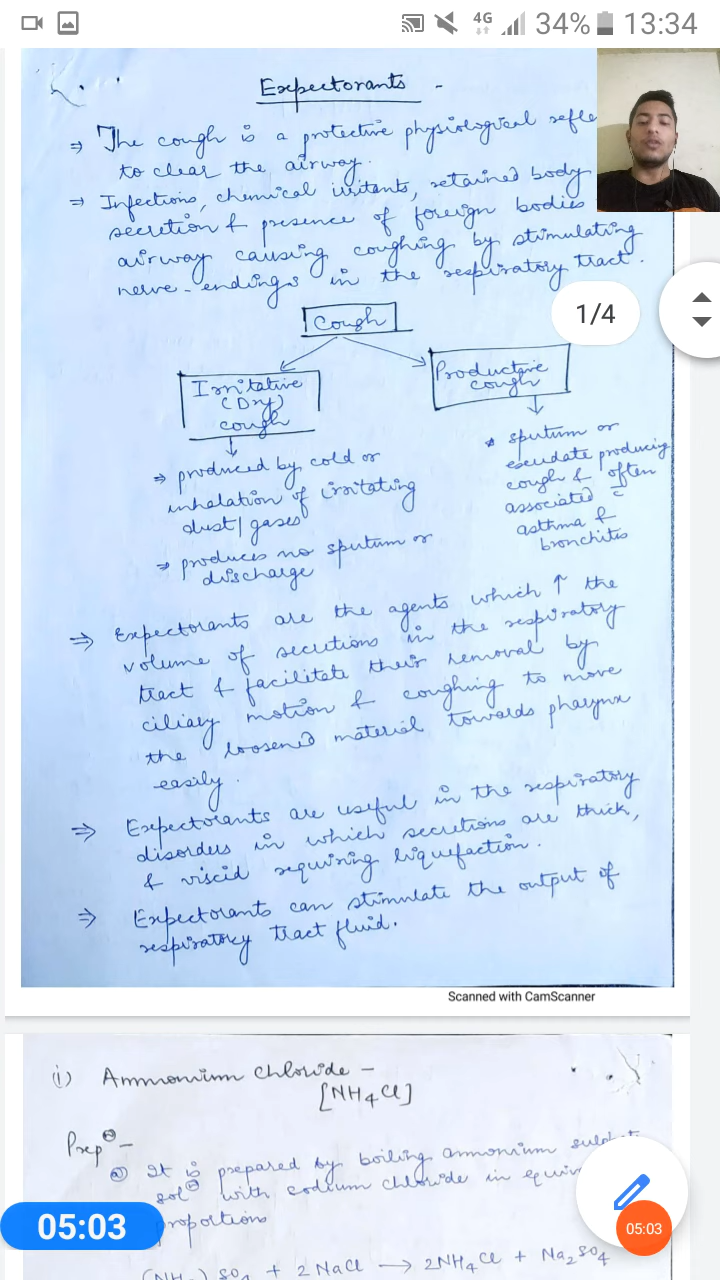 4G 34% 13:34
Expectorants -
⇒ The cough is a protective physiological refle
to clear the airway.
⇒ Infections, chemical irritants, retained body
secretion & presence of foreign bodies
airway causing coughing by stimulating
nerve-endings in the respiratory tract.
1/4
Cough
Irritative
(Dry)
cough
Productive
cough
⇒ produced by cold or
inhalation of irritating
dust/gases
⇒ produces no sputum or
discharge
* sputum or
exudate producing
cough & often
associated c̄
asthma &
bronchitis
⇒ Expectorants are the agents which ↑ the
volume of secretions in the respiratory
tract & facilitate their removal by
ciliary motion & coughing to move
the loosened material towards pharynx
easily.
⇒ Expectorants are useful in the respiratory
disorders in which secretions are thick,
& viscid requiring liquefaction.
⇒ Expectorants can stimulate the output of
respiratory tract fluid.
Scanned with CamScanner
i) Ammonium chloride -
[NH4Cl]
Prepⁿ -
a) It is prepared by boiling ammonium
solⁿ with sodium chloride in
proportions
+ 2NaCl → 2NH4Cl + Na2SO4
05:03
05:03